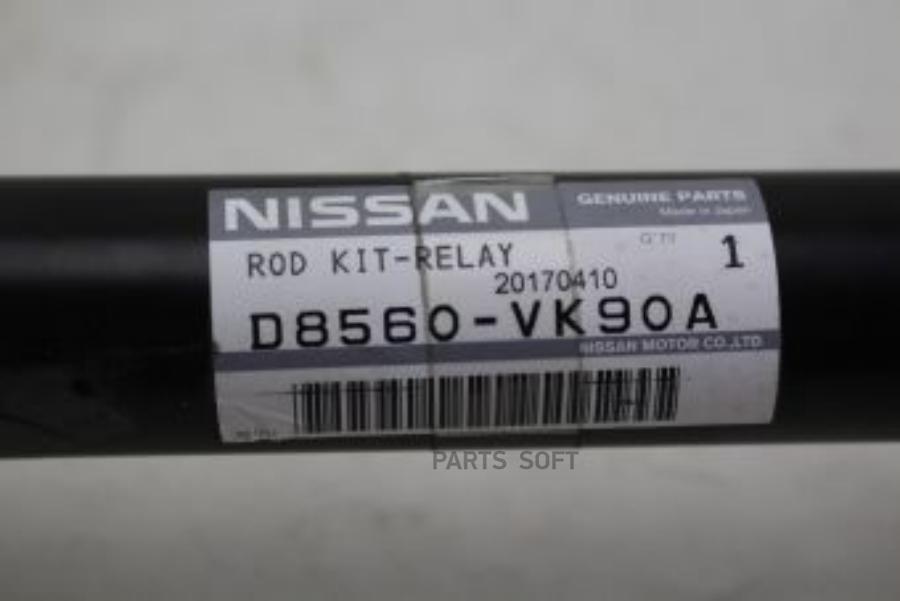 NISSAN
GENUINE PARTS
Made in Japan
ROD KIT-RELAY
Q'TY
1
20170410
D8560-VK90A
NISSAN MOTOR CO.,LTD.
PARTS SOFT